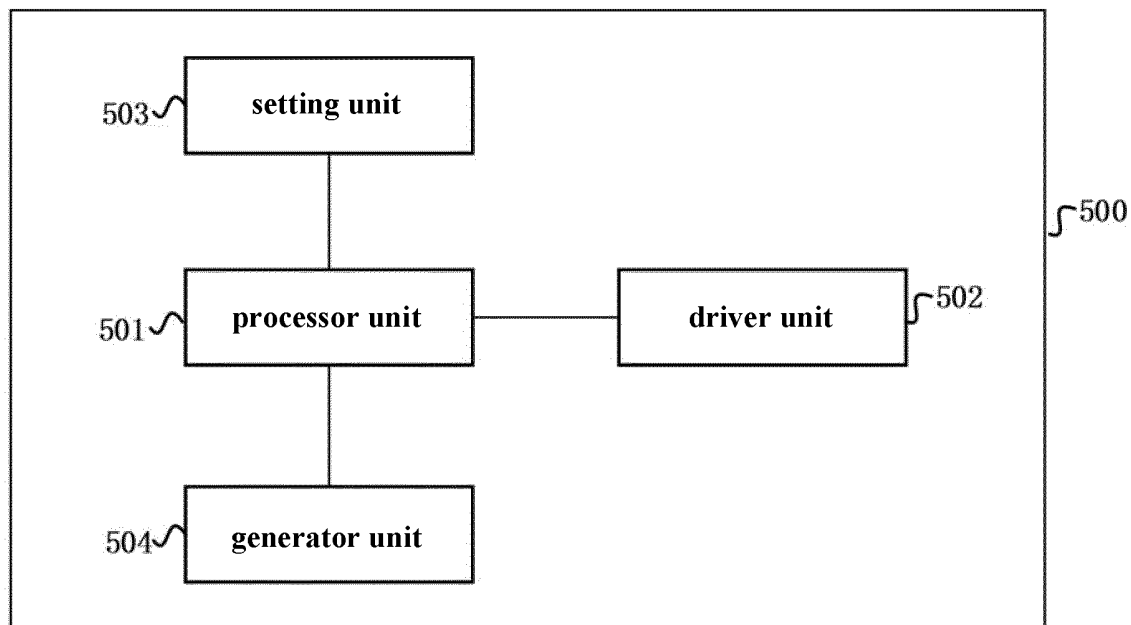 503
setting unit
500
501
processor unit
driver unit
502
504
generator unit